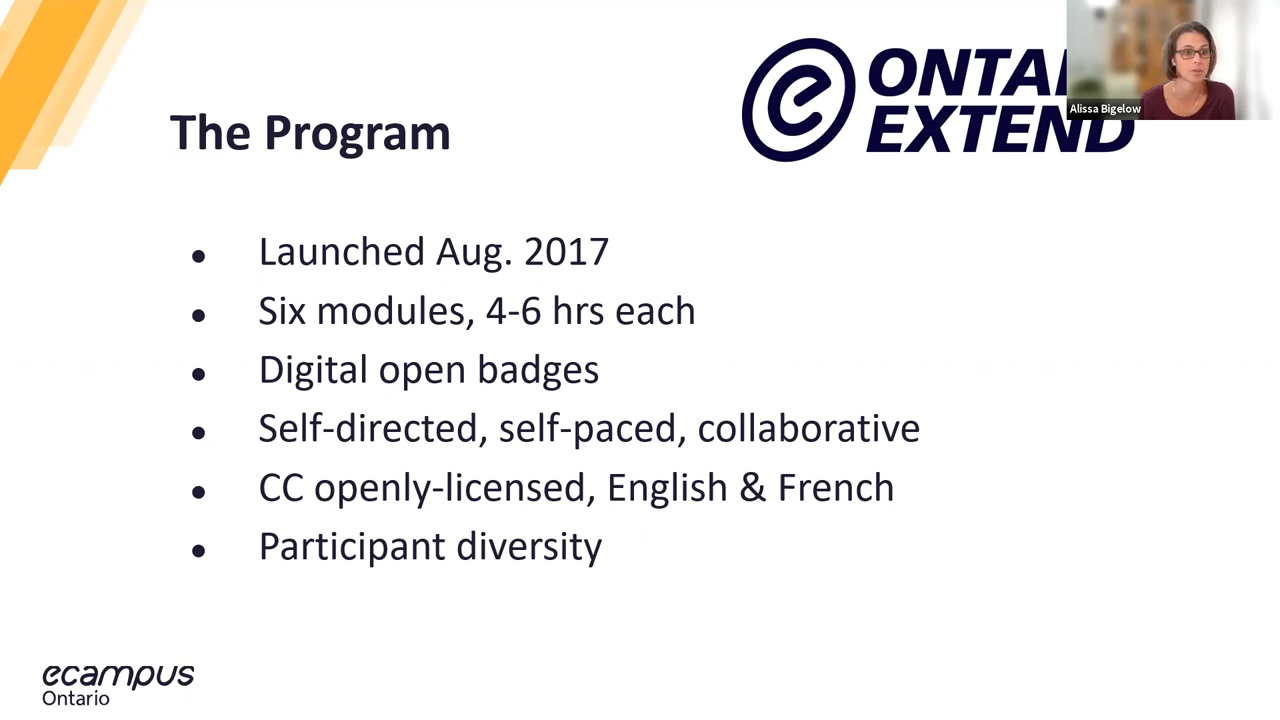 The Program
ONTA
EXTEND
Alissa Bigelow
● Launched Aug. 2017
● Six modules, 4-6 hrs each
● Digital open badges
● Self-directed, self-paced, collaborative
● CC openly-licensed, English & French
● Participant diversity
ecampus
Ontario